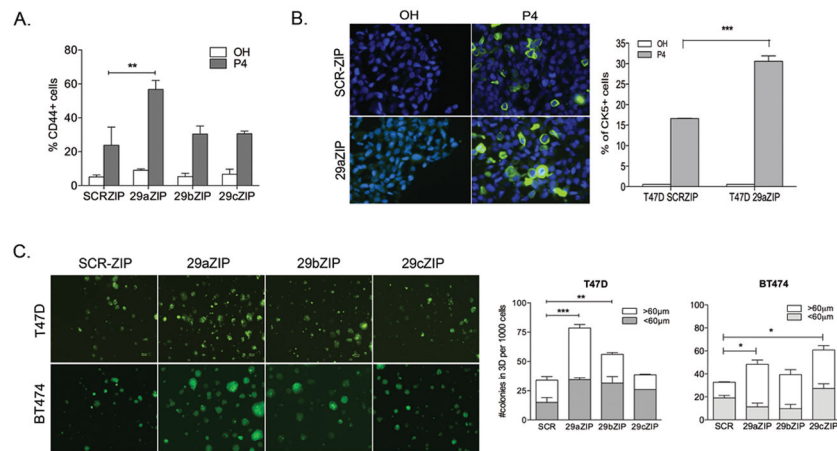 A.
% CD44+ cells
80
60
40
20
0
OH
P4
**
SCRZIP 29aZIP 29bZIP 29cZIP
B.
OH P4
SCR-ZIP
29aZIP
% of CK5+ cells
35
30
25
20
15
10
5
0
OH
P4
***
T47D SCRZIP T47D 29aZIP
C.
SCR-ZIP 29aZIP 29bZIP 29cZIP
T47D
BT474
T47D
#colonies in 3D per 1000 cells
100
75
50
25
0
>60μm
<60μm
**
***
SCR 29aZIP 29bZIP 29cZIP
BT474
100
80
60
40
20
0
>60μm
<60μm
*
*
SCR 29aZIP 29bZIP 29cZIP